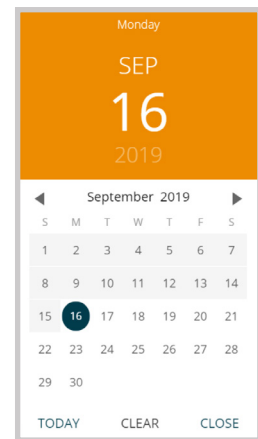 Monday
SEP
16
2019
September 2019
S M T W T F S
1 2 3 4 5 6 7
8 9 10 11 12 13 14
15 16 17 18 19 20 21
22 23 24 25 26 27 28
29 30
TODAY CLEAR CLOSE